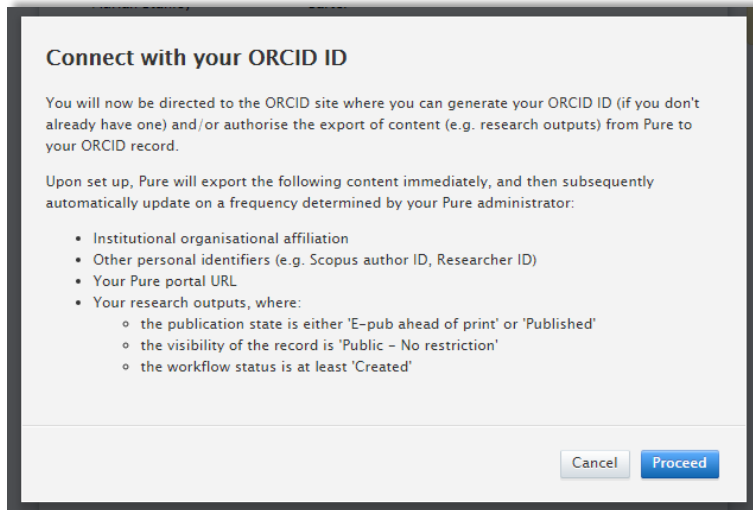 Connect with your ORCID ID
You will now be directed to the ORCID site where you can generate your ORCID ID (if you don't
already have one) and/or authorise the export of content (e.g. research outputs) from Pure to
your ORCID record.
Upon set up, Pure will export the following content immediately, and then subsequently
automatically update on a frequency determined by your Pure administrator:
• Institutional organisational affiliation
• Other personal identifiers (e.g. Scopus author ID, Researcher ID)
• Your Pure portal URL
• Your research outputs, where:
◦ the publication state is either 'E-pub ahead of print' or 'Published'
◦ the visibility of the record is 'Public - No restriction'
◦ the workflow status is at least 'Created'
Cancel Proceed